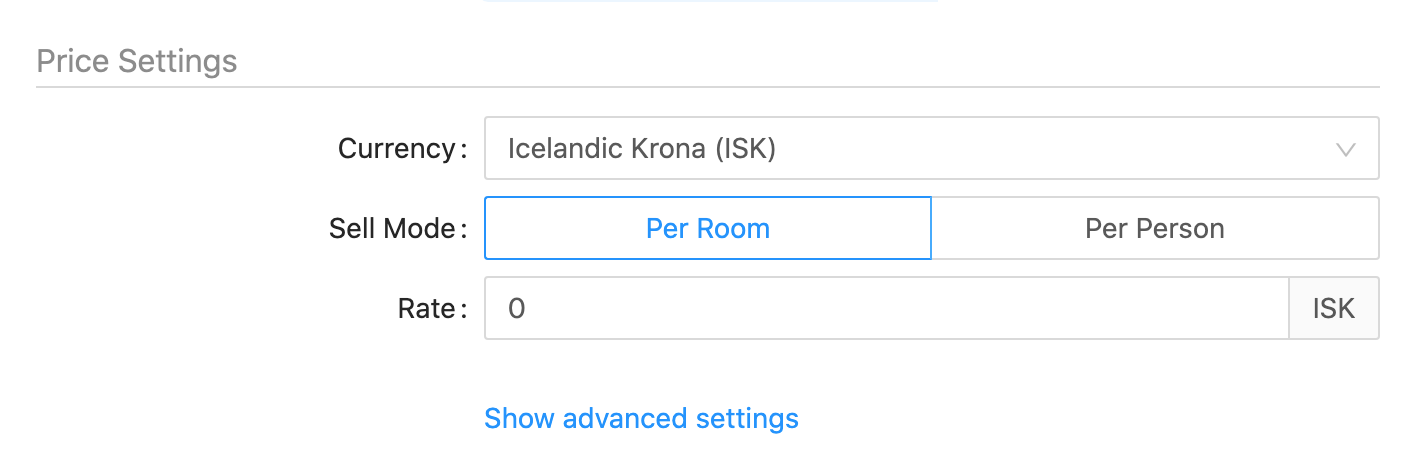 Price Settings
Currency: Icelandic Krona (ISK)
Sell Mode: Per Room Per Person
Rate: 0 ISK
Show advanced settings